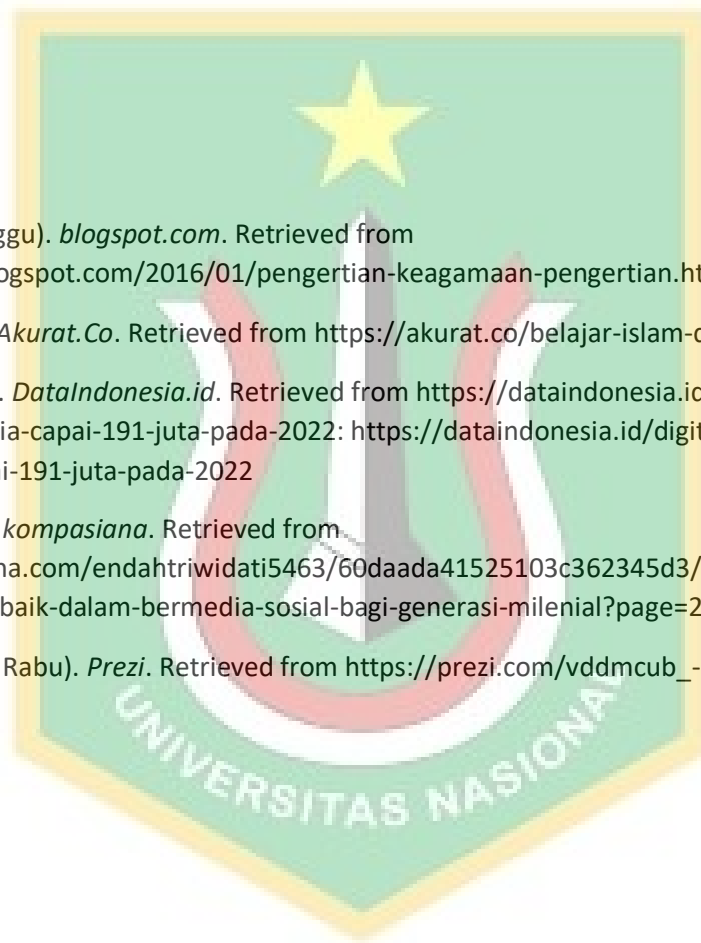 ggu). blogspot.com. Retrieved from
ogspot.com/2016/01/pengertian-keagamaan-pengertian.ht
Akurat.Co. Retrieved from https://akurat.co/belajar-islam-d
. DataIndonesia.id. Retrieved from https://dataindonesia.id
ia-capai-191-juta-pada-2022: https://dataindonesia.id/digit
ai-191-juta-pada-2022
kompasiana. Retrieved from
na.com/endahtriwidati5463/60daada41525103c362345d3/
baik-dalam-bermedia-sosial-bagi-generasi-milenial?page=2
Rabu). Prezi. Retrieved from https://prezi.com/vddmcub_-
UNIVERSITAS NASIONAL